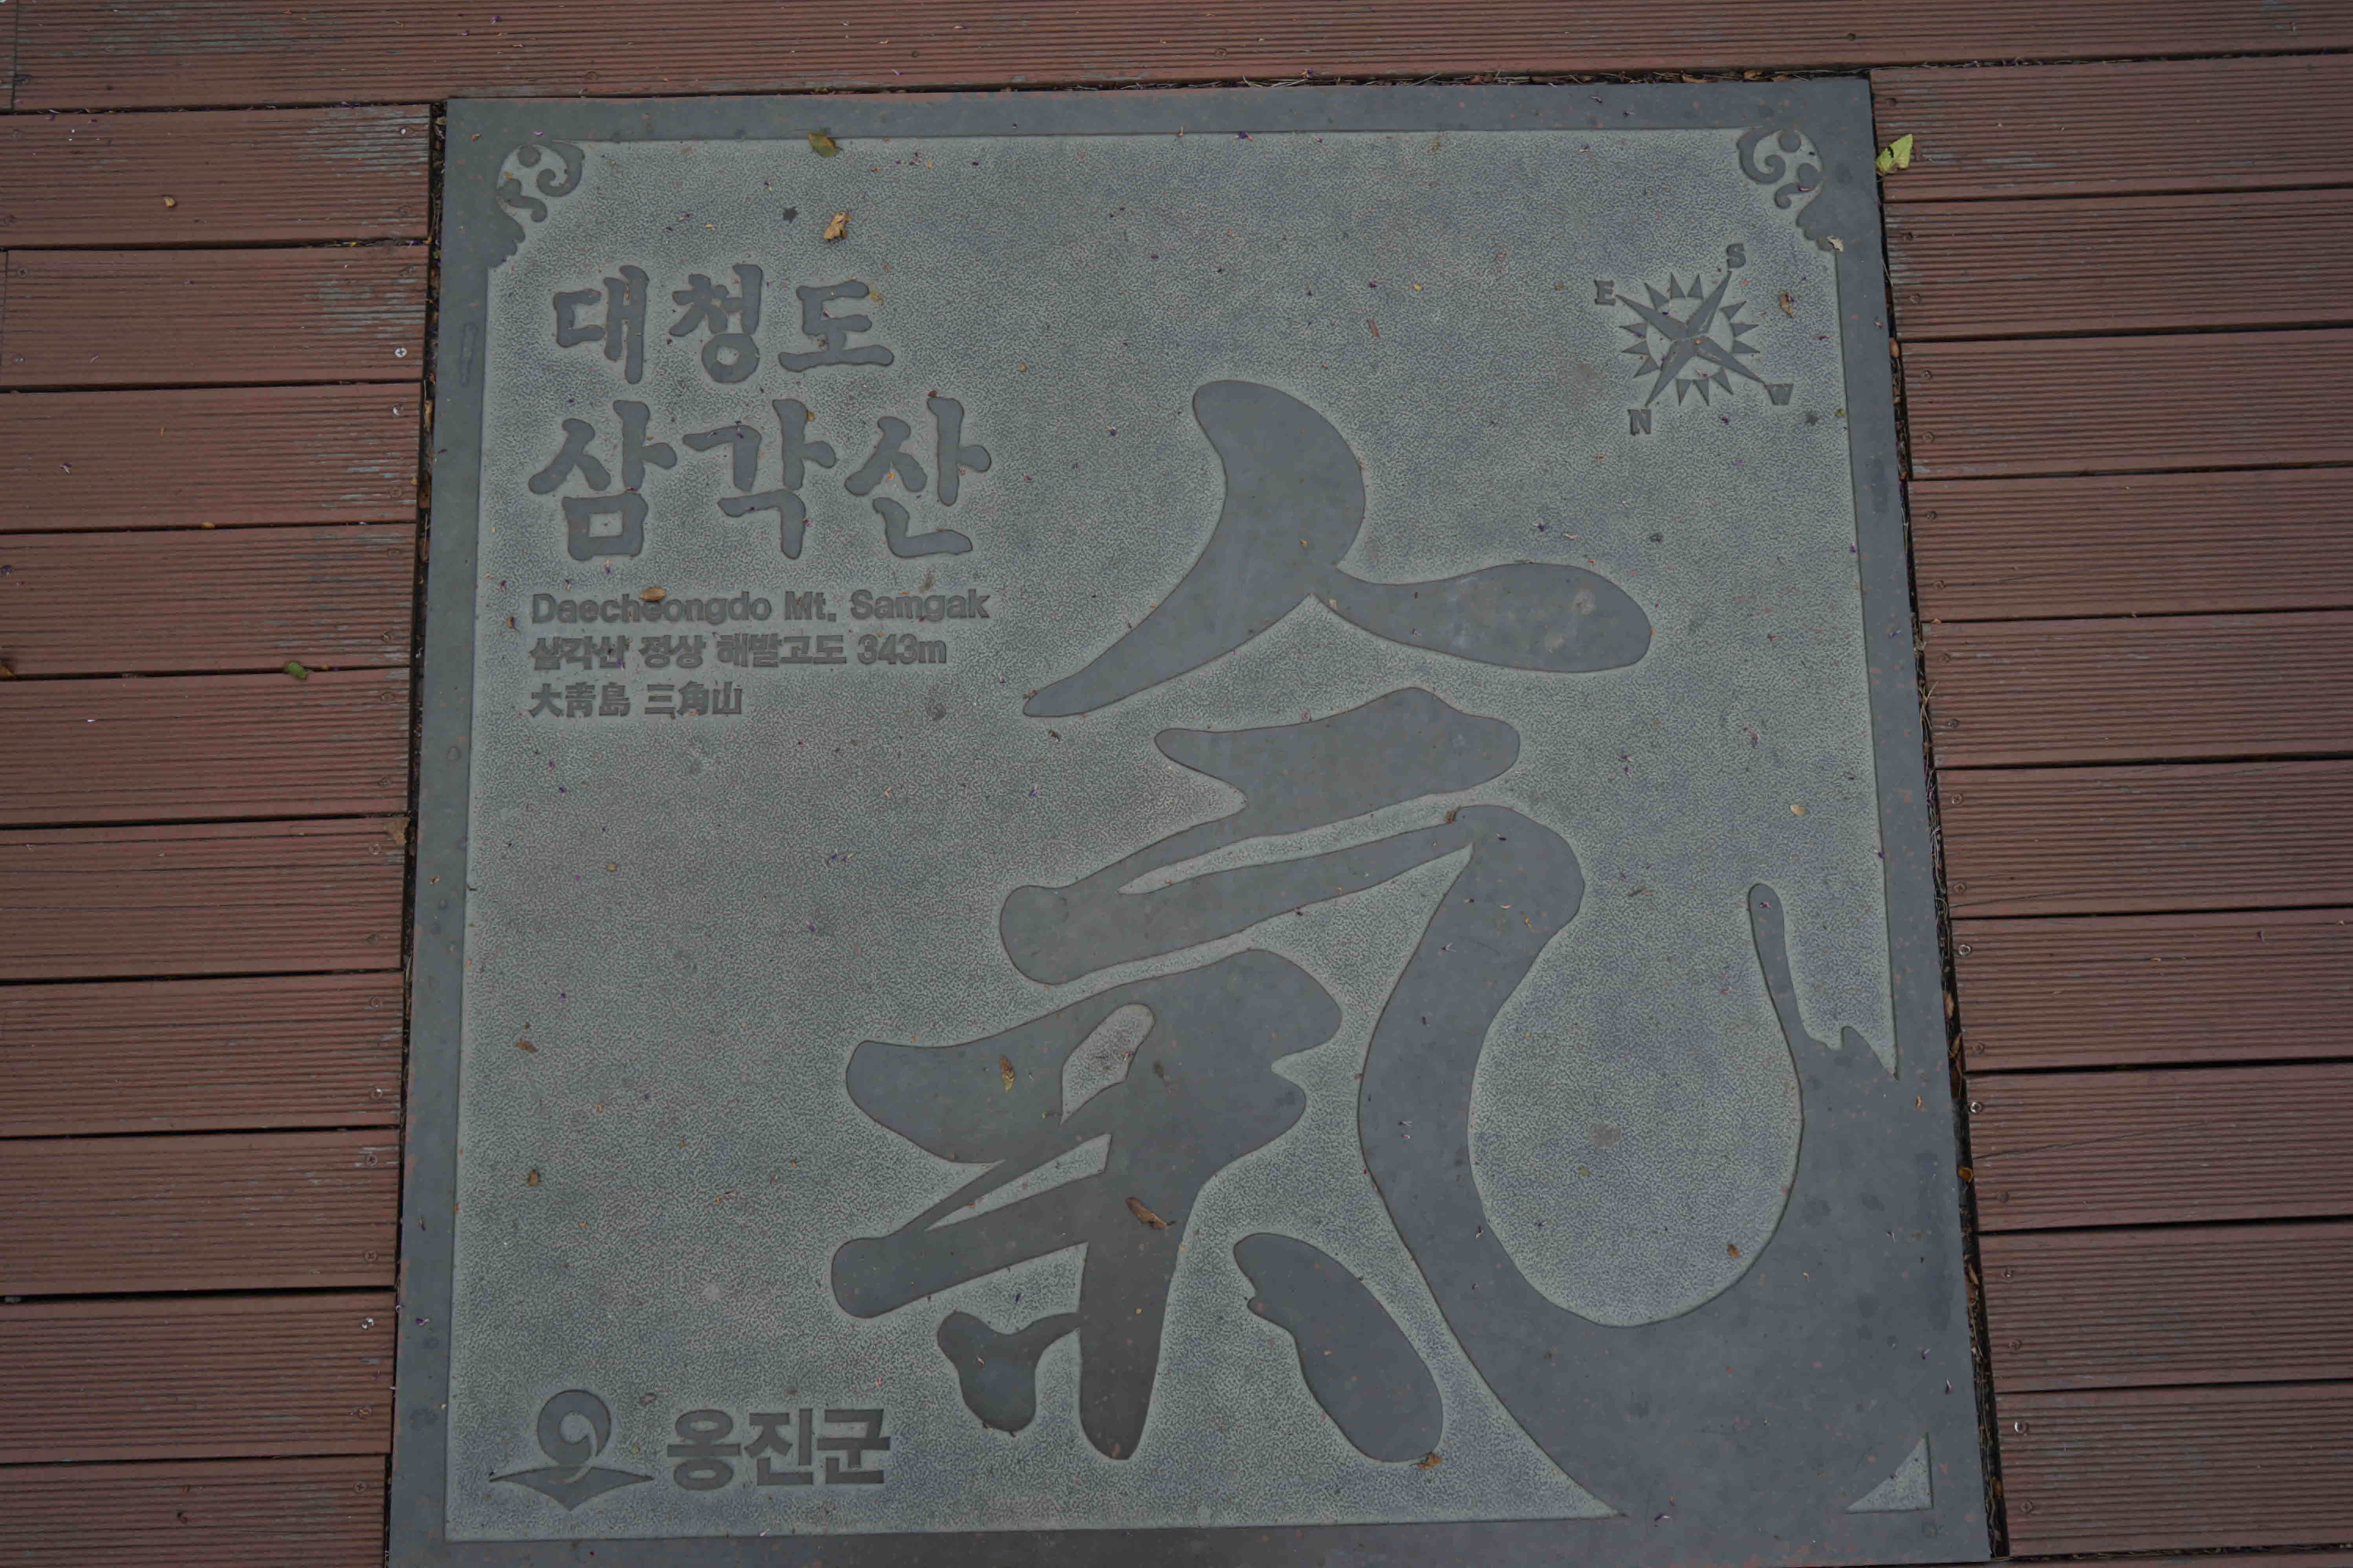 대청도
삼각산
Daecheongdo Mt. Samgak
삼각산 정상 해발고도 343m
大靑島 三角山
S
E
W
N
氣
옹진군